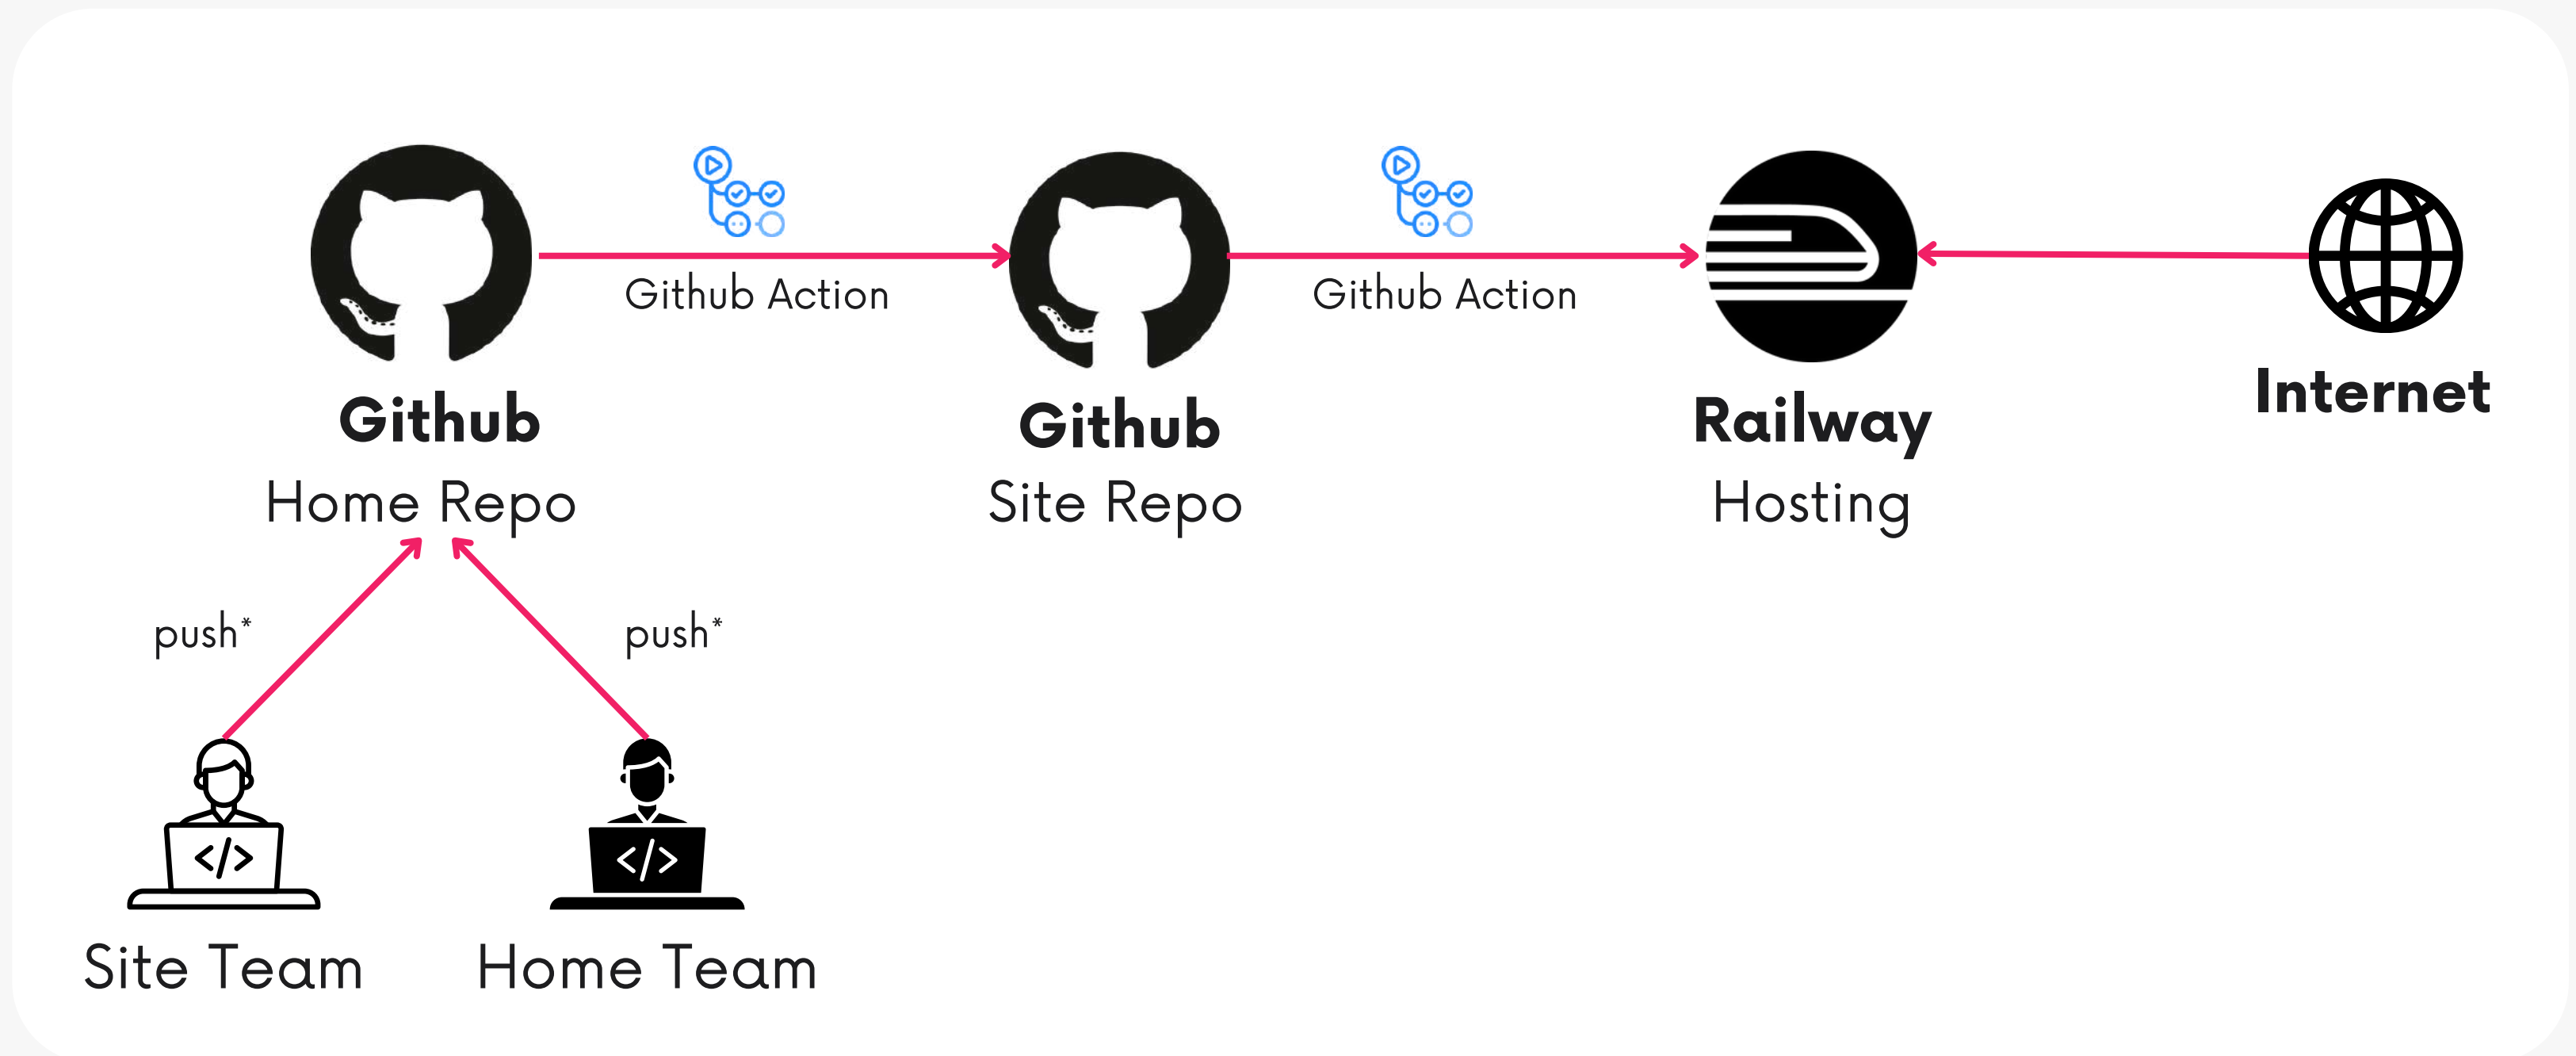 Github Action
Github Action
Github
Home Repo
Github
Site Repo
Railway
Hosting
Internet
push*
push*
</>
</>
Site Team
Home Team